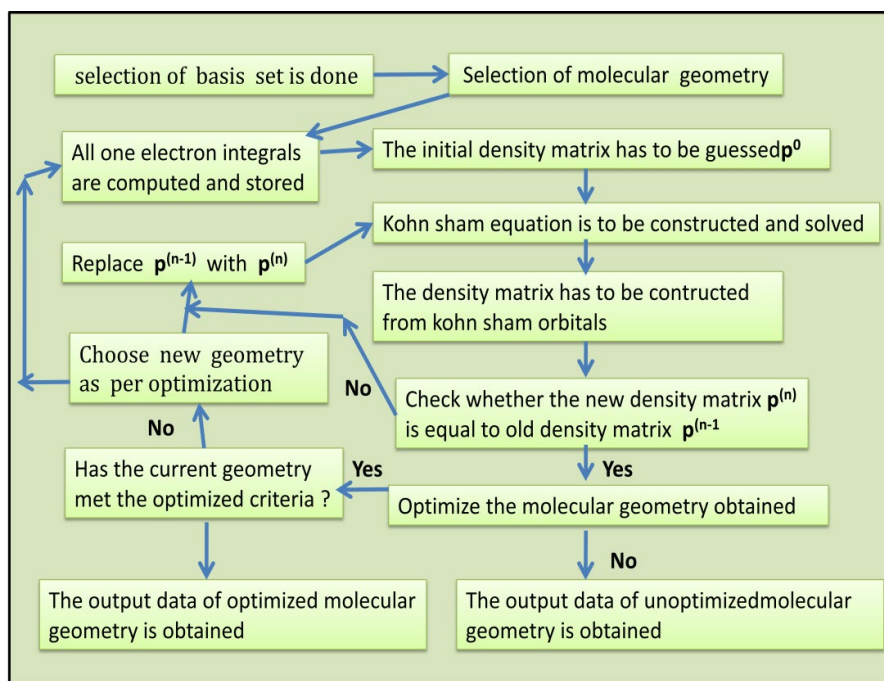 selection of basis set is done
Selection of molecular geometry
All one electron integrals
are computed and stored
The initial density matrix has to be guessedp⁰
Kohn sham equation is to be constructed and solved
Replace p⁽ⁿ⁻¹⁾ with p⁽ⁿ⁾
The density matrix has to be contructed
from kohn sham orbitals
Choose new geometry
as per optimization
No
Check whether the new density matrix p⁽ⁿ⁾
is equal to old density matrix p⁽ⁿ⁻¹
No
Yes
Has the current geometry
met the optimized criteria ?
Yes
Optimize the molecular geometry obtained
No
The output data of optimized molecular
geometry is obtained
The output data of unoptimizedmolecular
geometry is obtained